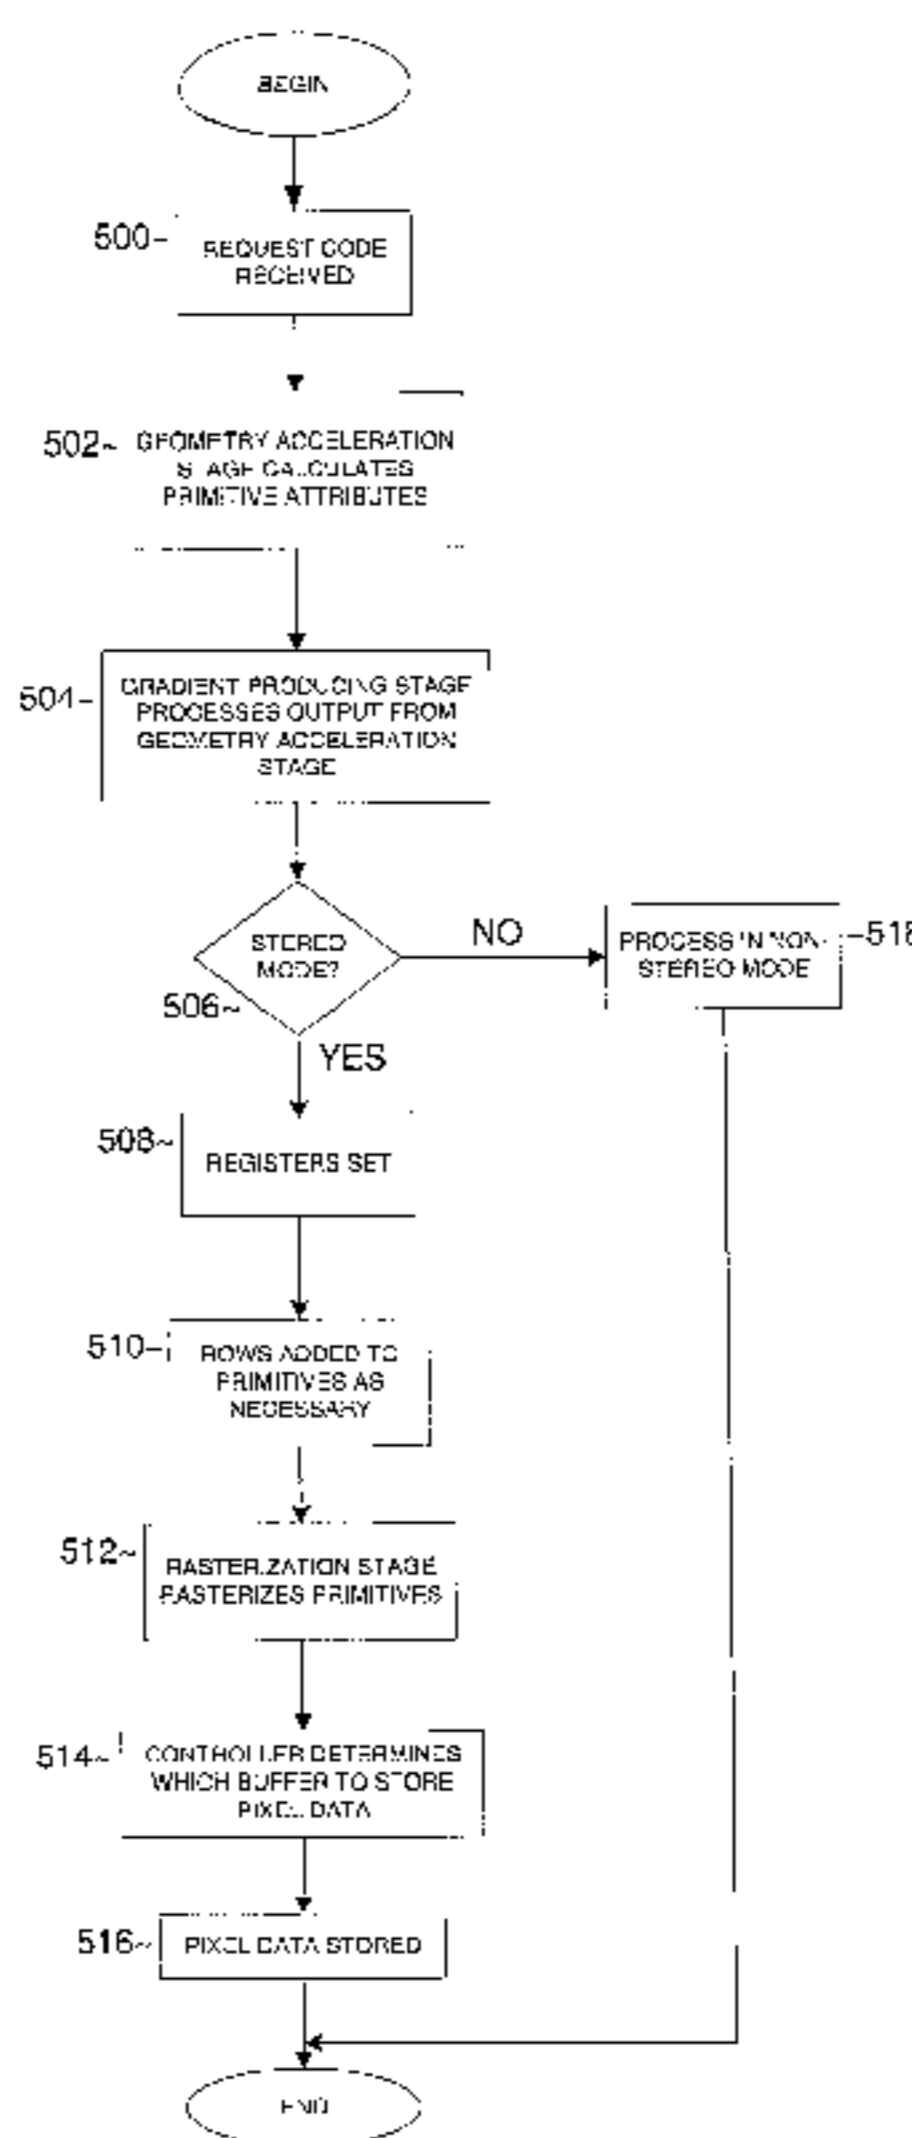 BEGIN
500
REQUEST CODE
RECEIVED
502
GEOMETRY ACCELERATION
STAGE CALCULATES
PRIMITIVE ATTRIBUTES
504
GRADIENT PRODUCING STAGE
PROCESSES OUTPUT FROM
GEOMETRY ACCELERATION
STAGE
STEREO
MODE?
506
NO
PROCESS IN NON-
STEREO MODE
518
YES
508
REGISTERS SET
510
ROWS ADDED TO
PRIMITIVES AS
NECESSARY
512
RASTERIZATION STAGE
RASTERIZES PRIMITIVES
514
CONTROLLER DETERMINES
WHICH BUFFER TO STORE
PIXEL DATA
516
PIXEL DATA STORED
END